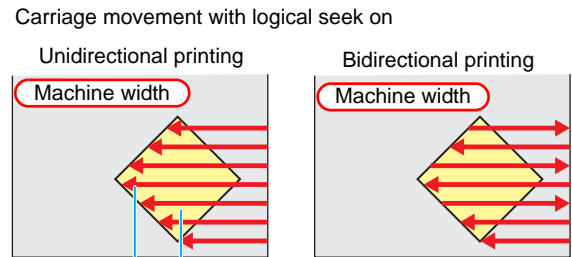 Carriage movement with logical seek on
Unidirectional printing
Bidirectional printing
Machine width
Machine width